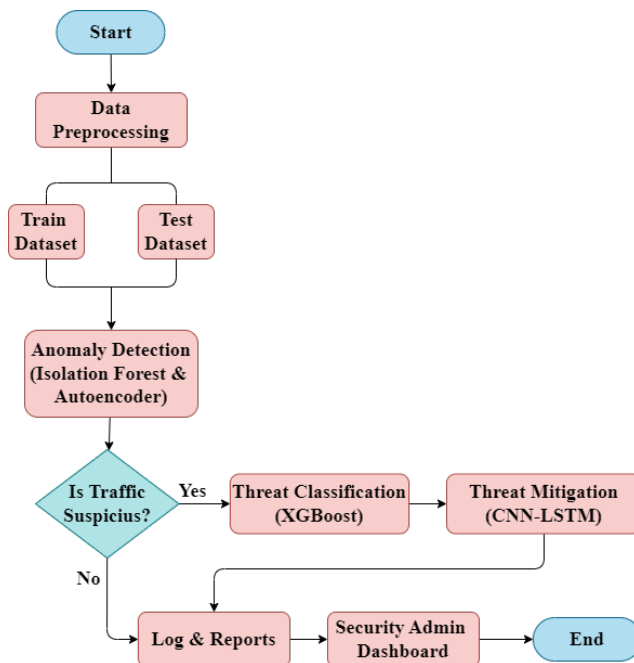 Start
Data
Preprocessing
Train
Dataset
Test
Dataset
Anomaly Detection
(Isolation Forest &
Autoencoder)
Is Traffic
Suspicius?
Yes
Threat Classification
(XGBoost)
Threat Mitigation
(CNN-LSTM)
No
Log & Reports
Security Admin
Dashboard
End